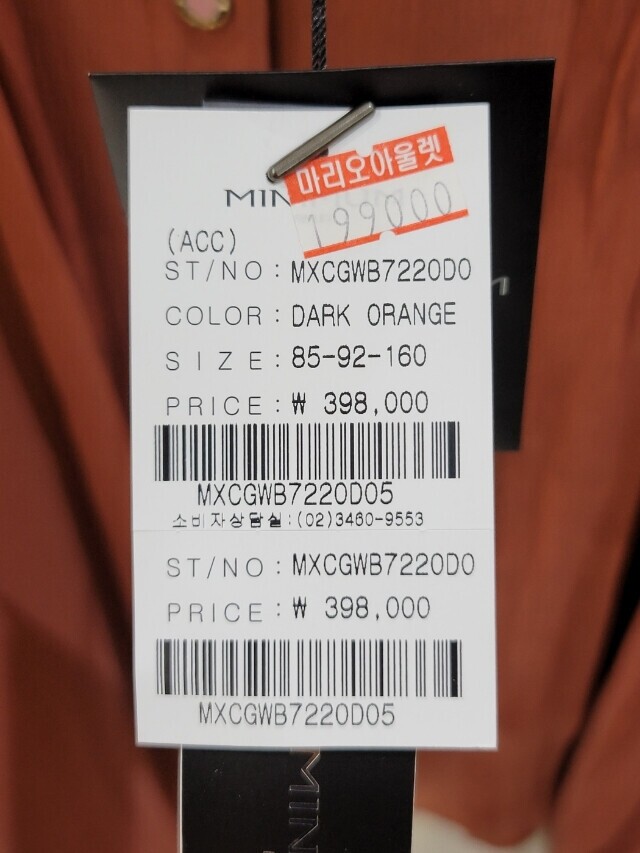 마리오아울렛
199000
MIN
(ACC)
ST/NO : MXCGWB7220D0
COLOR : DARK ORANGE
SIZE : 85-92-160
PRICE : ₩ 398,000
MXCGWB7220D05
소비자상담실:(02)3460-9553
ST/NO : MXCGWB7220D0
PRICE : ₩ 398,000
MXCGWB7220D05
MIN